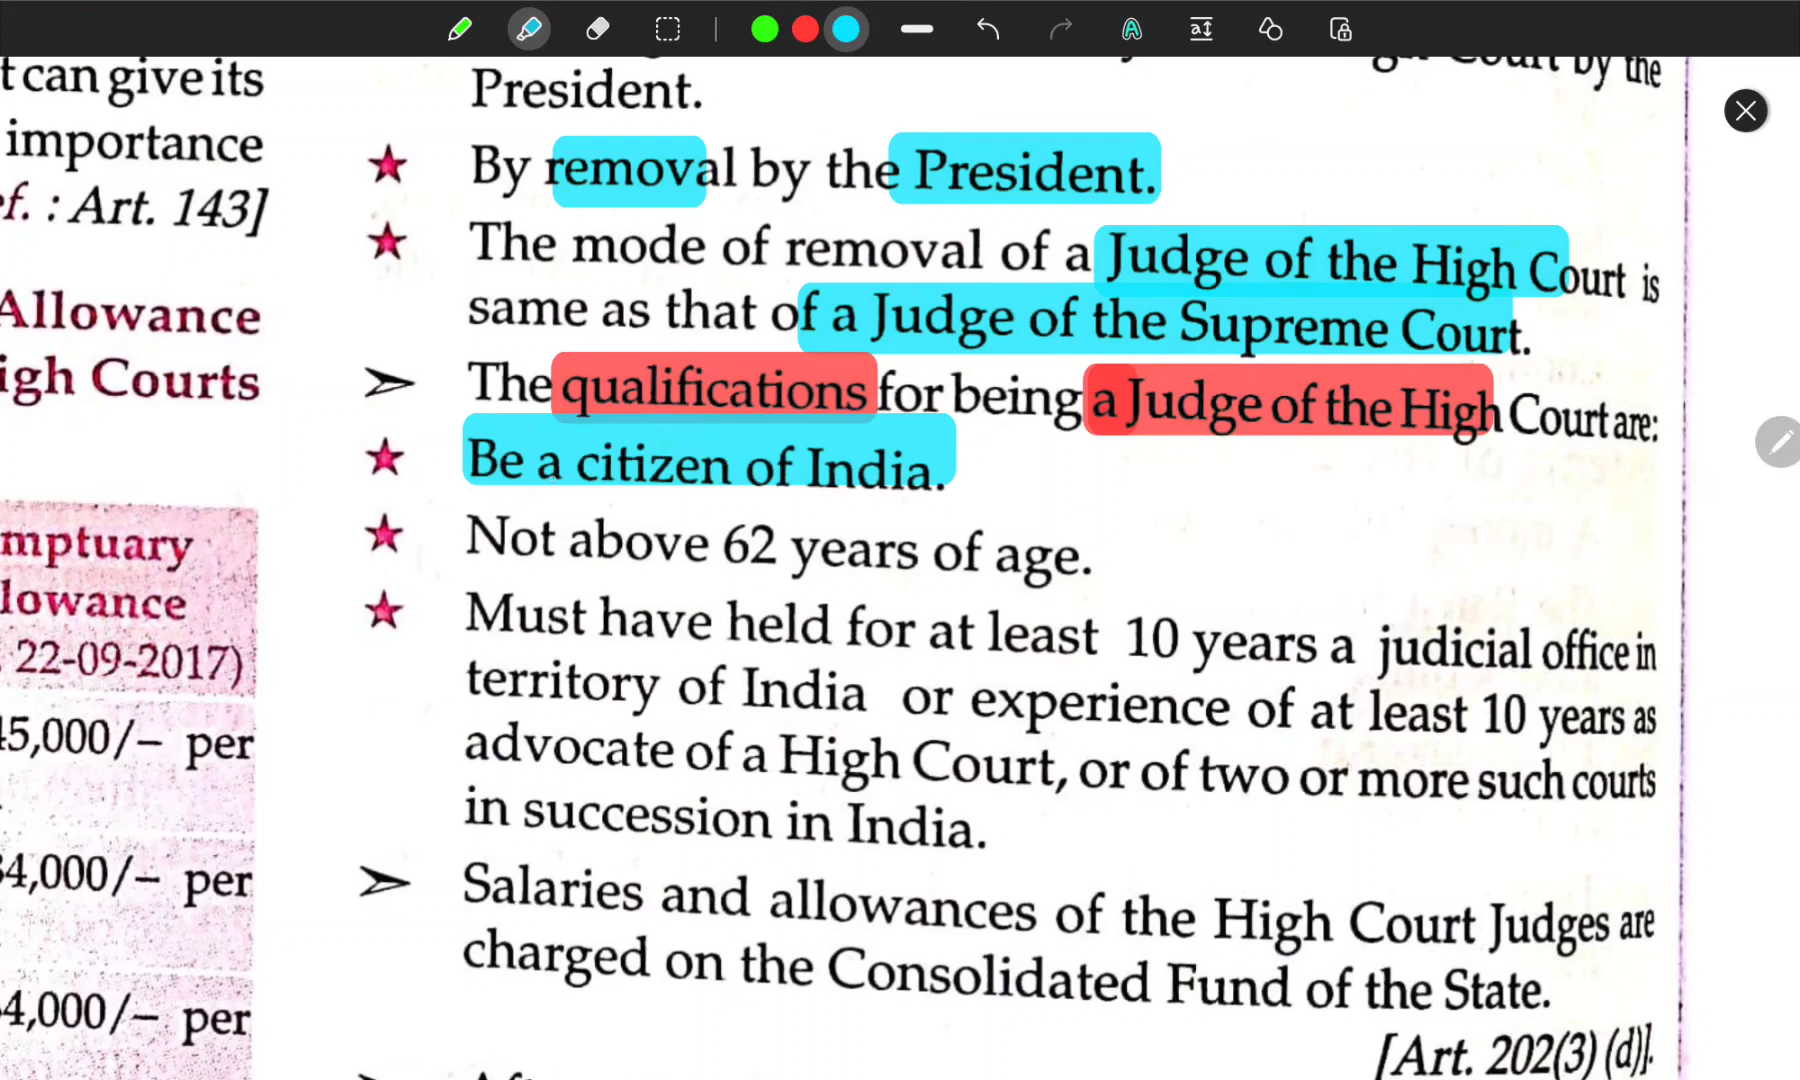 t can give its
importance
f. : Art. 143]
Allowance
igh Courts
mptuary
lowance
22-09-2017)
45,000/– per
34,000/– per
4,000/– per
Court by the
President.
★ By removal by the President.
★ The mode of removal of a Judge of the High Court is
same as that of a Judge of the Supreme Court.
➢ The qualifications for being a Judge of the High Court are:
★ Be a citizen of India.
★ Not above 62 years of age.
★ Must have held for at least 10 years a judicial office in
territory of India or experience of at least 10 years as
advocate of a High Court, or of two or more such courts
in succession in India.
➢ Salaries and allowances of the High Court Judges are
charged on the Consolidated Fund of the State.
[Art. 202(3) (d)].